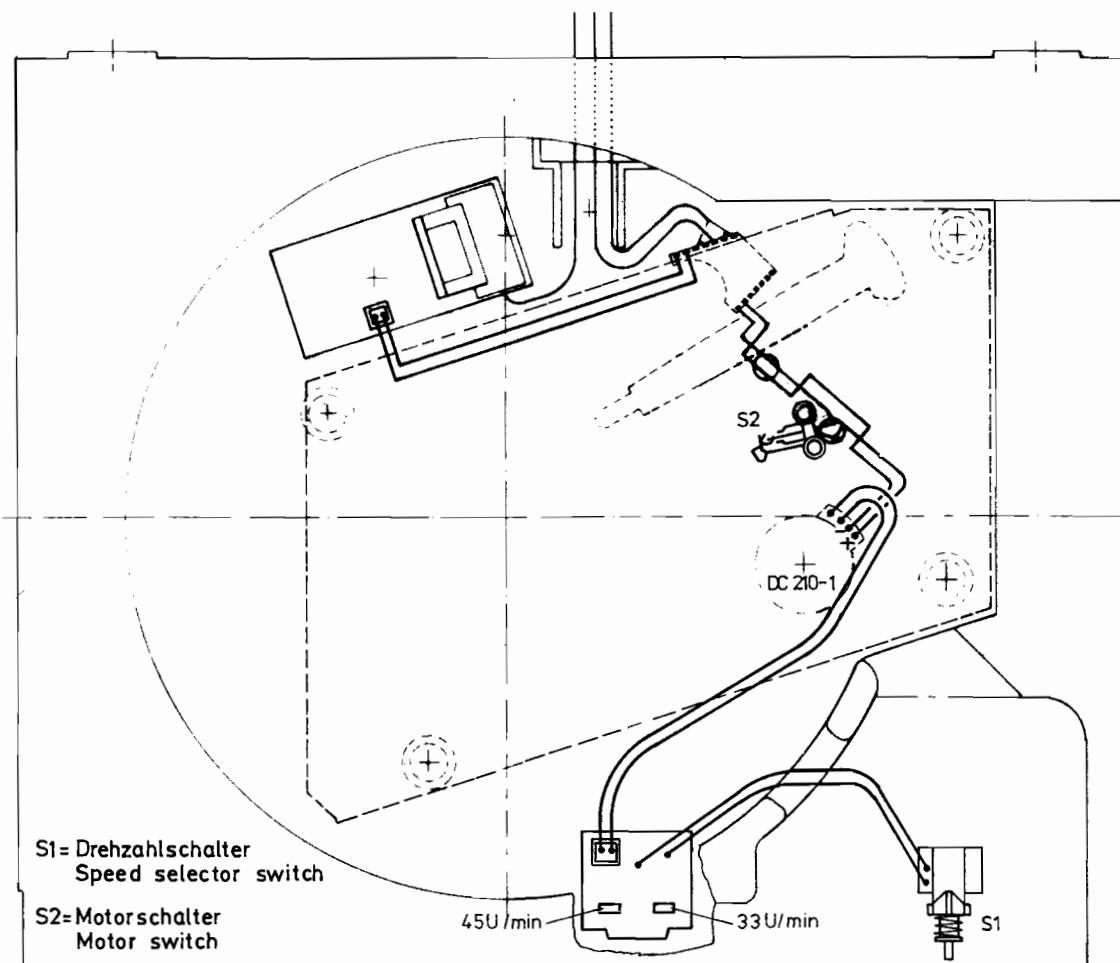 S2
DC 210-1
S1= Drehzahlschalter
Speed selector switch
S2= Motorschalter
Motor switch
45U/min
33U/min
S1